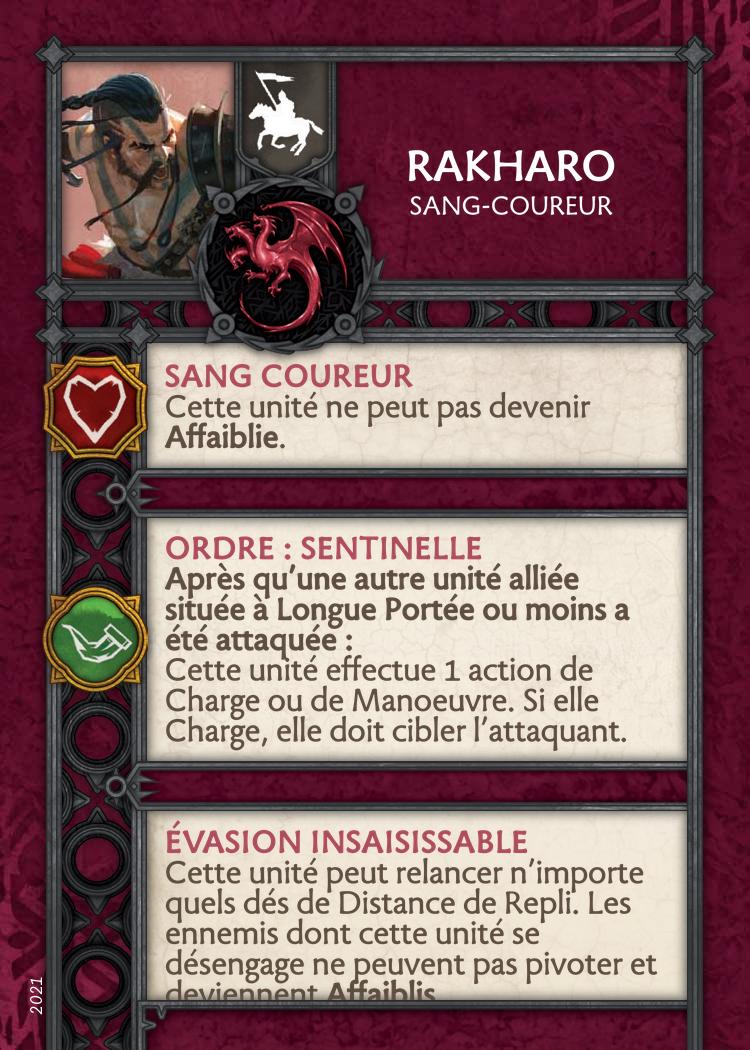 RAKHARO
SANG-COUREUR
SANG COUREUR
Cette unité ne peut pas devenir
Affaiblie.
ORDRE : SENTINELLE
Après qu'une autre unité alliée
située à Longue Portée ou moins a
été attaquée :
Cette unité effectue 1 action de
Charge ou de Manoeuvre. Si elle
Charge, elle doit cibler l'attaquant.
ÉVASION INSAISISSABLE
Cette unité peut relancer n'importe
quels dés de Distance de Repli. Les
ennemis dont cette unité se
désengage ne peuvent pas pivoter et
deviennent Affaiblis
2021